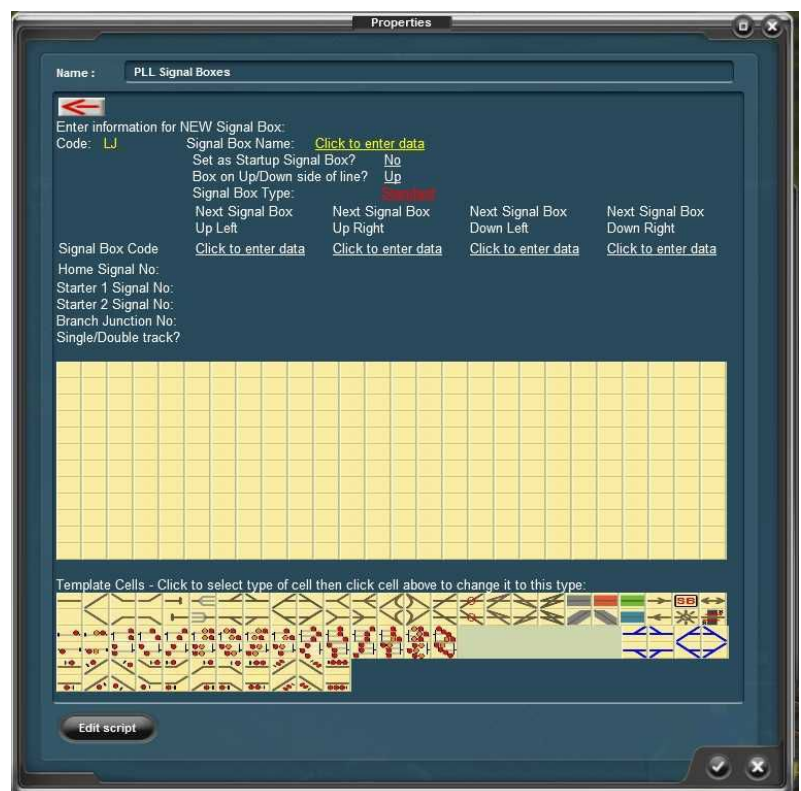 Properties
Name : PLL Signal Boxes
Enter information for NEW Signal Box:
Code: LJ Signal Box Name: Click to enter data
Set as Startup Signal Box? No
Box on Up/Down side of line? Up
Signal Box Type: Standard
Next Signal Box Next Signal Box Next Signal Box Next Signal Box
Up Left Up Right Down Left Down Right
Signal Box Code Click to enter data Click to enter data Click to enter data Click to enter data
Home Signal No:
Starter 1 Signal No:
Starter 2 Signal No:
Branch Junction No:
Single/Double track?
Template Cells - Click to select type of cell then click cell above to change it to this type:
SB
Edit script